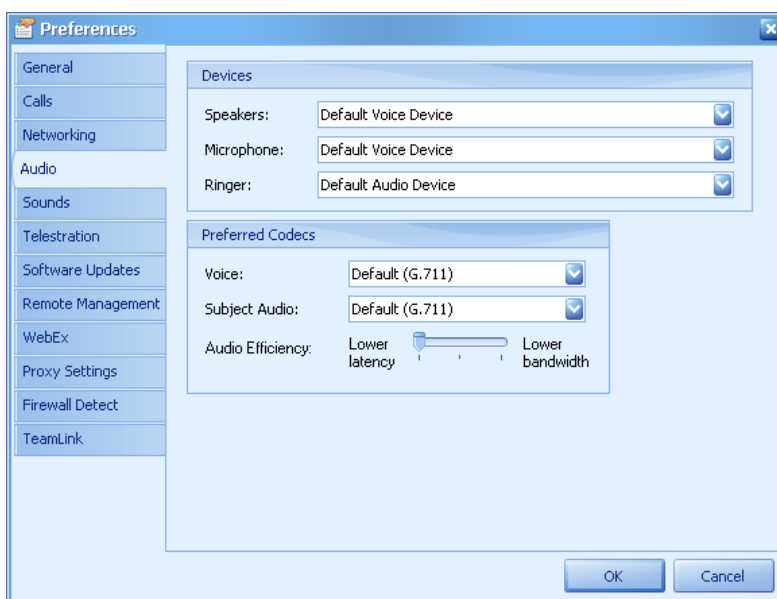 Preferences
General
Calls
Networking
Audio
Sounds
Telestration
Software Updates
Remote Management
WebEx
Proxy Settings
Firewall Detect
TeamLink
Devices
Speakers: Default Voice Device
Microphone: Default Voice Device
Ringer: Default Audio Device
Preferred Codecs
Voice: Default (G.711)
Subject Audio: Default (G.711)
Audio Efficiency: Lower latency Lower bandwidth
OK Cancel